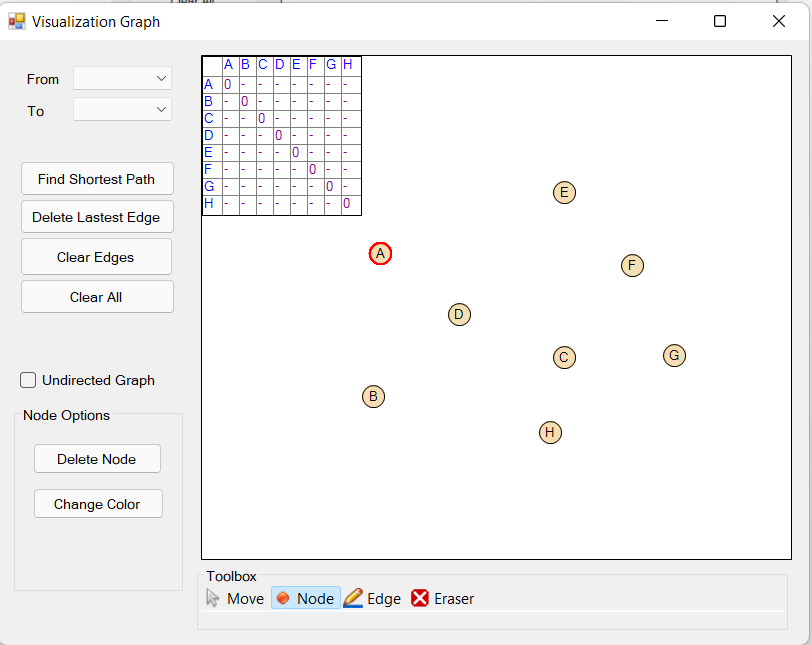 Visualization Graph
From
To
Find Shortest Path
Delete Lastest Edge
Clear Edges
Clear All
Undirected Graph
Node Options
Delete Node
Change Color
A B C D E F G H
A 0 - - - - - - -
B - 0 - - - - - -
C - - 0 - - - - -
D - - - 0 - - - -
E - - - - 0 - - -
F - - - - - 0 - -
G - - - - - - 0 -
H - - - - - - - 0
E
A
F
D
C
G
B
H
Toolbox
Move Node Edge Eraser